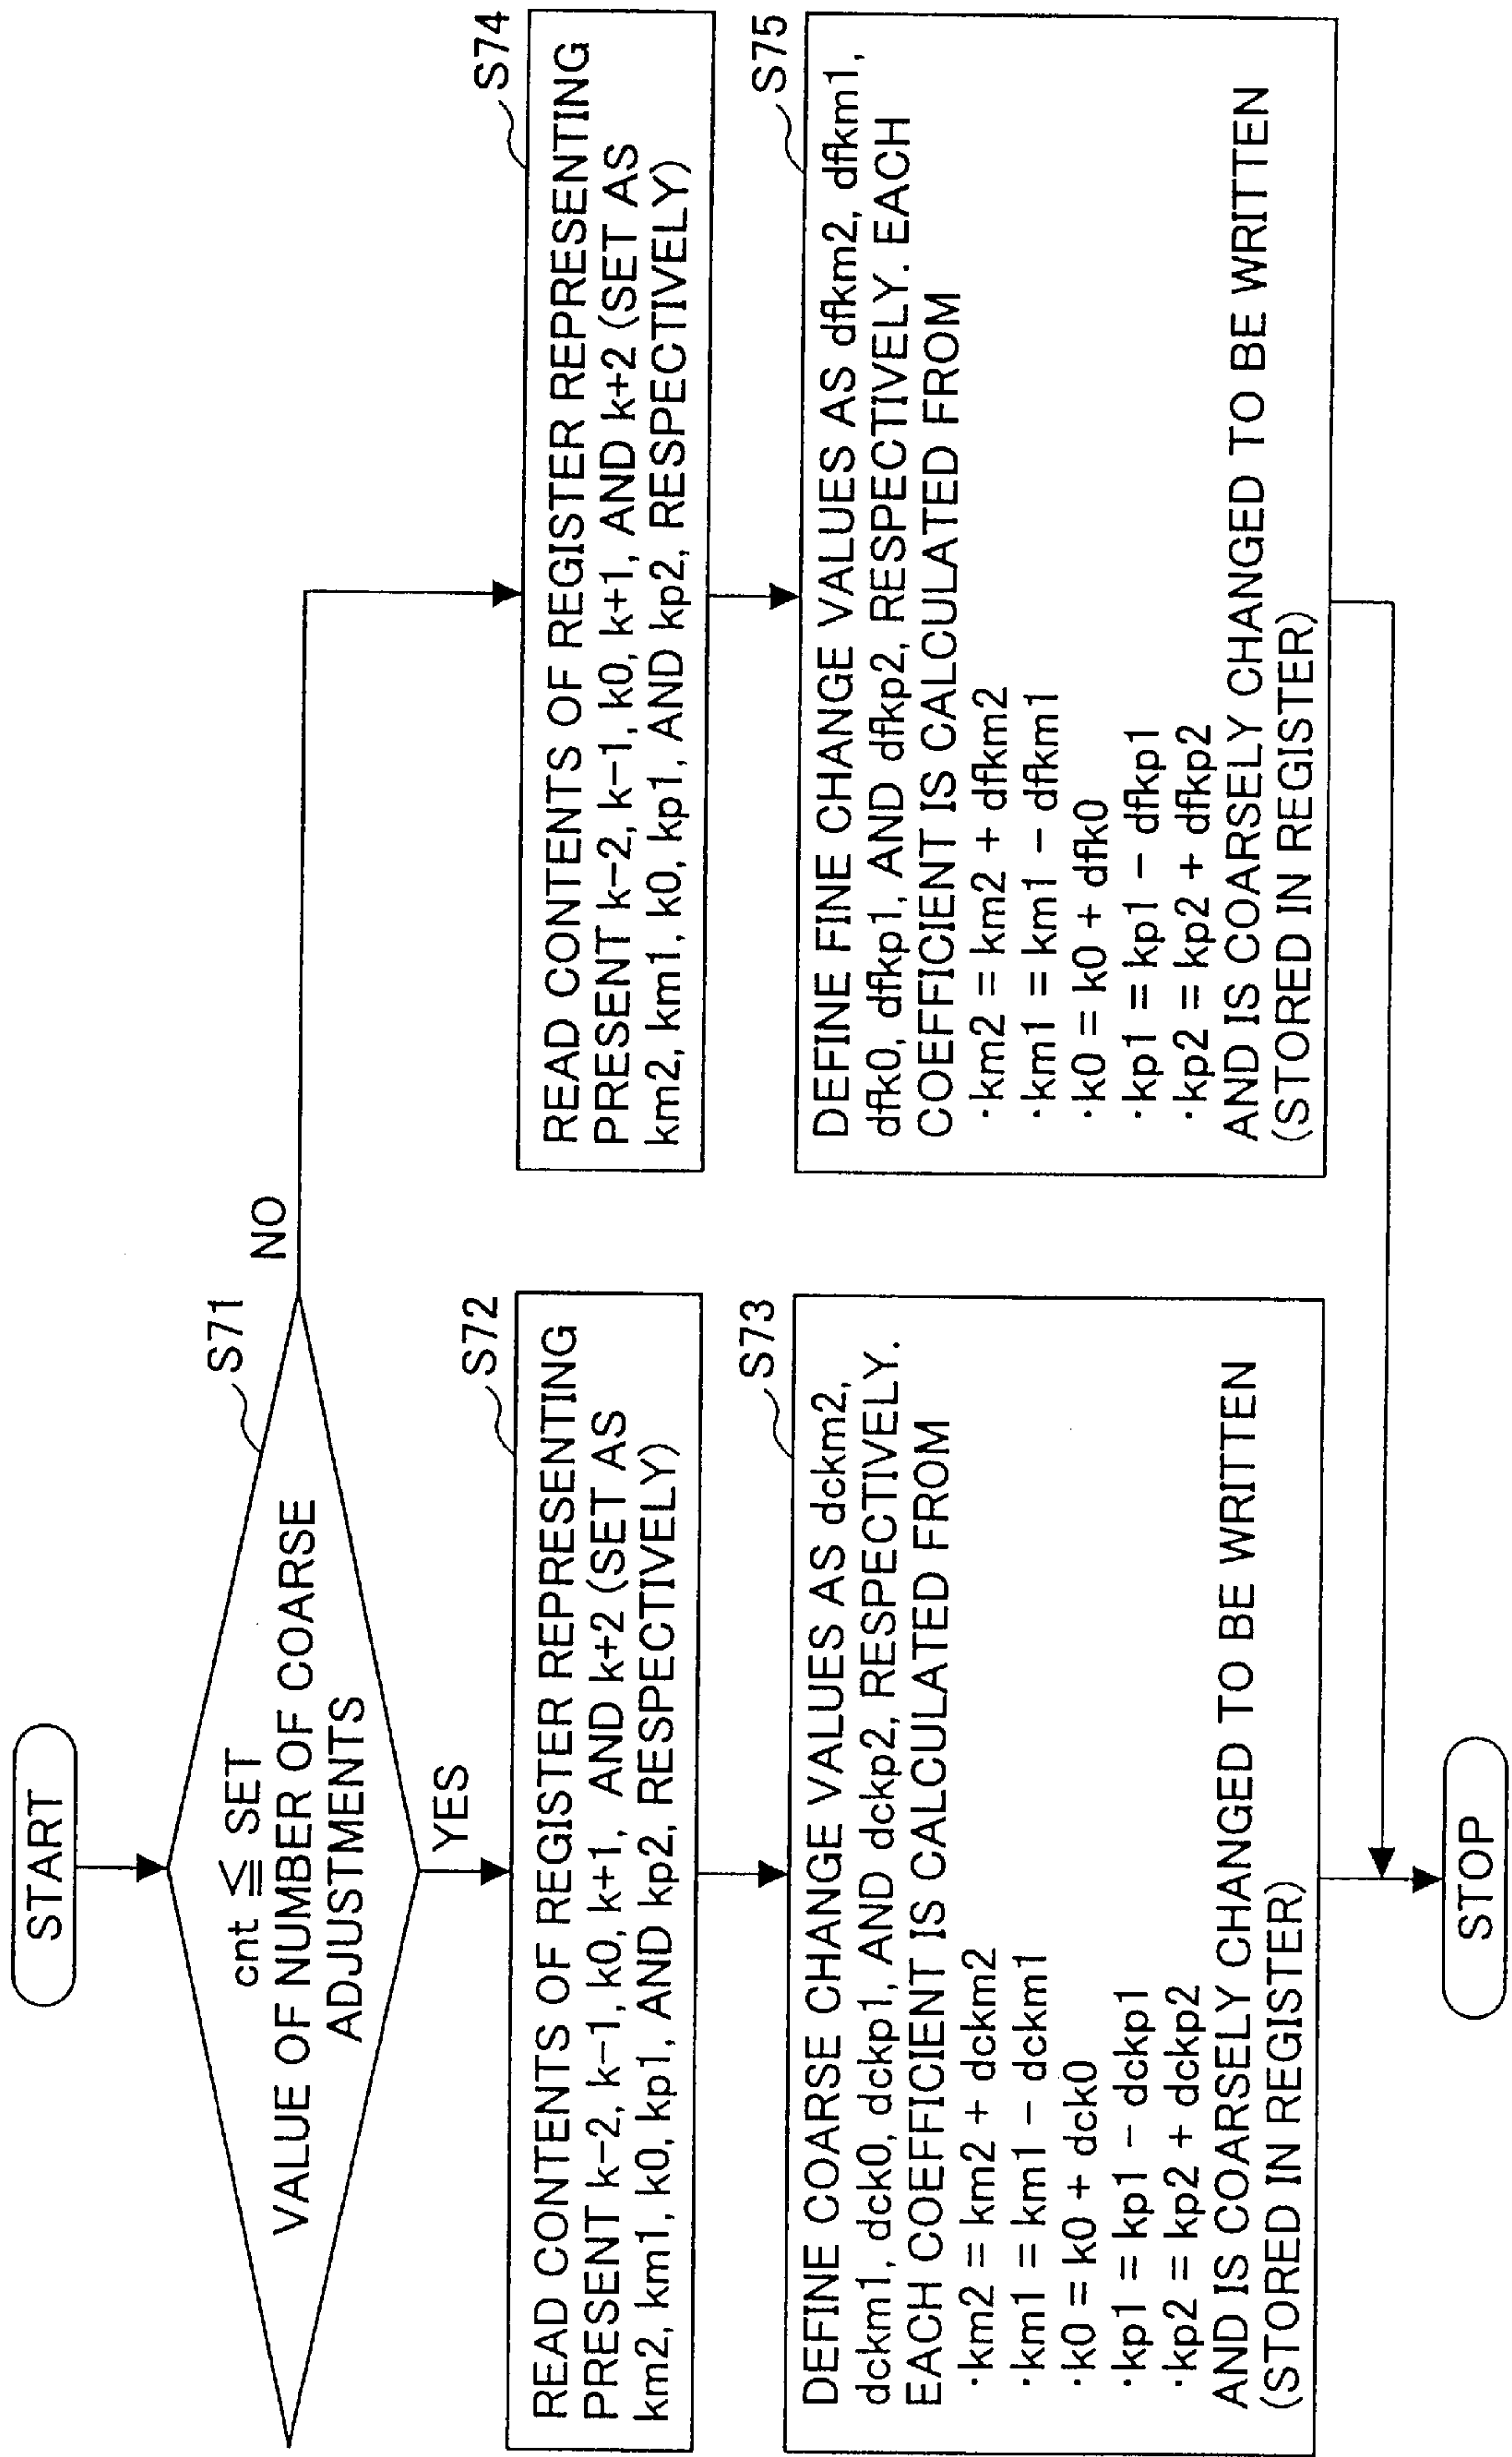 START
S71
cnt ≦ SET
VALUE OF NUMBER OF COARSE
ADJUSTMENTS
NO
YES
S72
READ CONTENTS OF REGISTER REPRESENTING
PRESENT k-2, k-1, k0, k+1, AND k+2 (SET AS
km2, km1, k0, kp1, AND kp2, RESPECTIVELY)
S73
DEFINE COARSE CHANGE VALUES AS dckm2,
dckm1, dck0, dckp1, AND dckp2, RESPECTIVELY.
EACH COEFFICIENT IS CALCULATED FROM
·km2 = km2 + dckm2
·km1 = km1 - dckm1
·k0 = k0 + dck0
·kp1 = kp1 - dckp1
·kp2 = kp2 + dckp2
AND IS COARSELY CHANGED TO BE WRITTEN
(STORED IN REGISTER)
S74
READ CONTENTS OF REGISTER REPRESENTING
PRESENT k-2, k-1, k0, k+1, AND k+2 (SET AS
km2, km1, k0, kp1, AND kp2, RESPECTIVELY)
S75
DEFINE FINE CHANGE VALUES AS dfkm2, dfkm1,
dfk0, dfkp1, AND dfkp2, RESPECTIVELY. EACH
COEFFICIENT IS CALCULATED FROM
·km2 = km2 + dfkm2
·km1 = km1 - dfkm1
·k0 = k0 + dfk0
·kp1 = kp1 - dfkp1
·kp2 = kp2 + dfkp2
AND IS COARSELY CHANGED TO BE WRITTEN
(STORED IN REGISTER)
STOP